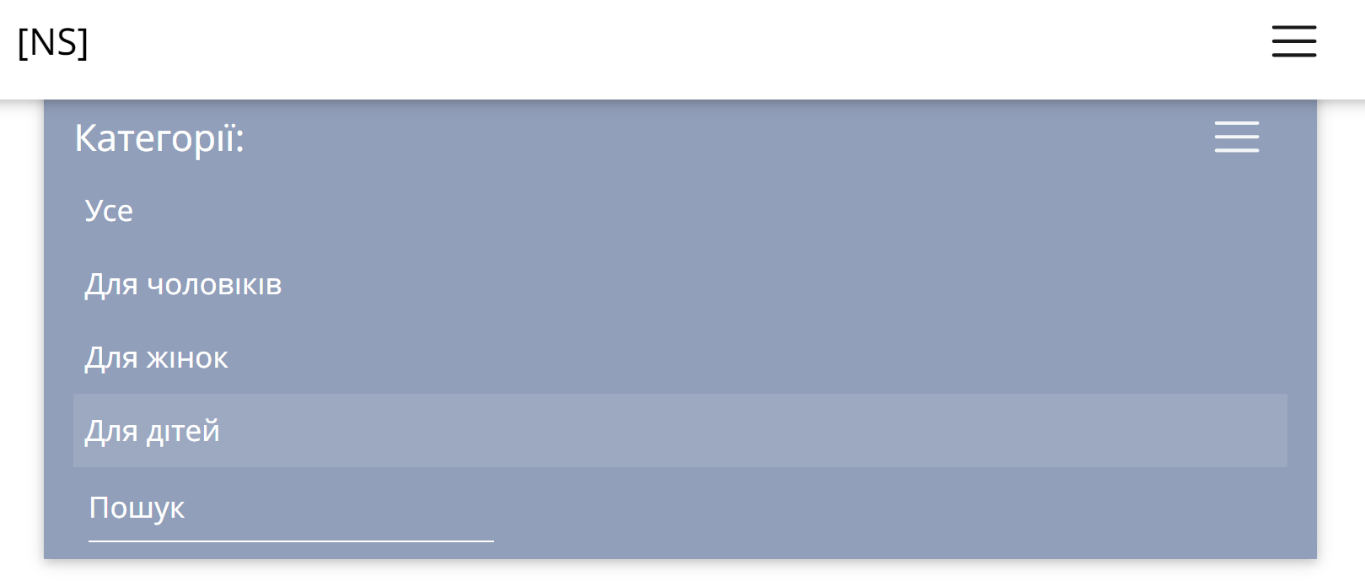 [NS]
Категорії:
Усе
Для чоловіків
Для жінок
Для дітей
Пошук